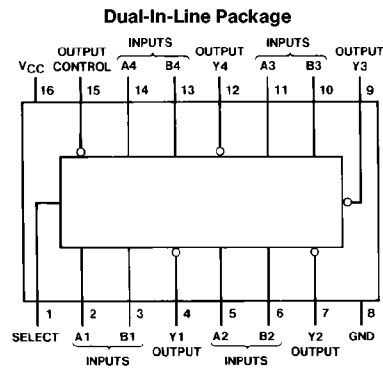 Dual-In-Line Package
INPUTS INPUTS
OUTPUT OUTPUT OUTPUT
VCC CONTROL A4 B4 Y4 A3 B3 Y3
16 15 14 13 12 11 10 9
1 2 3 4 5 6 7 8
SELECT A1 B1 Y1 A2 B2 Y2 GND
OUTPUT OUTPUT
INPUTS INPUTS